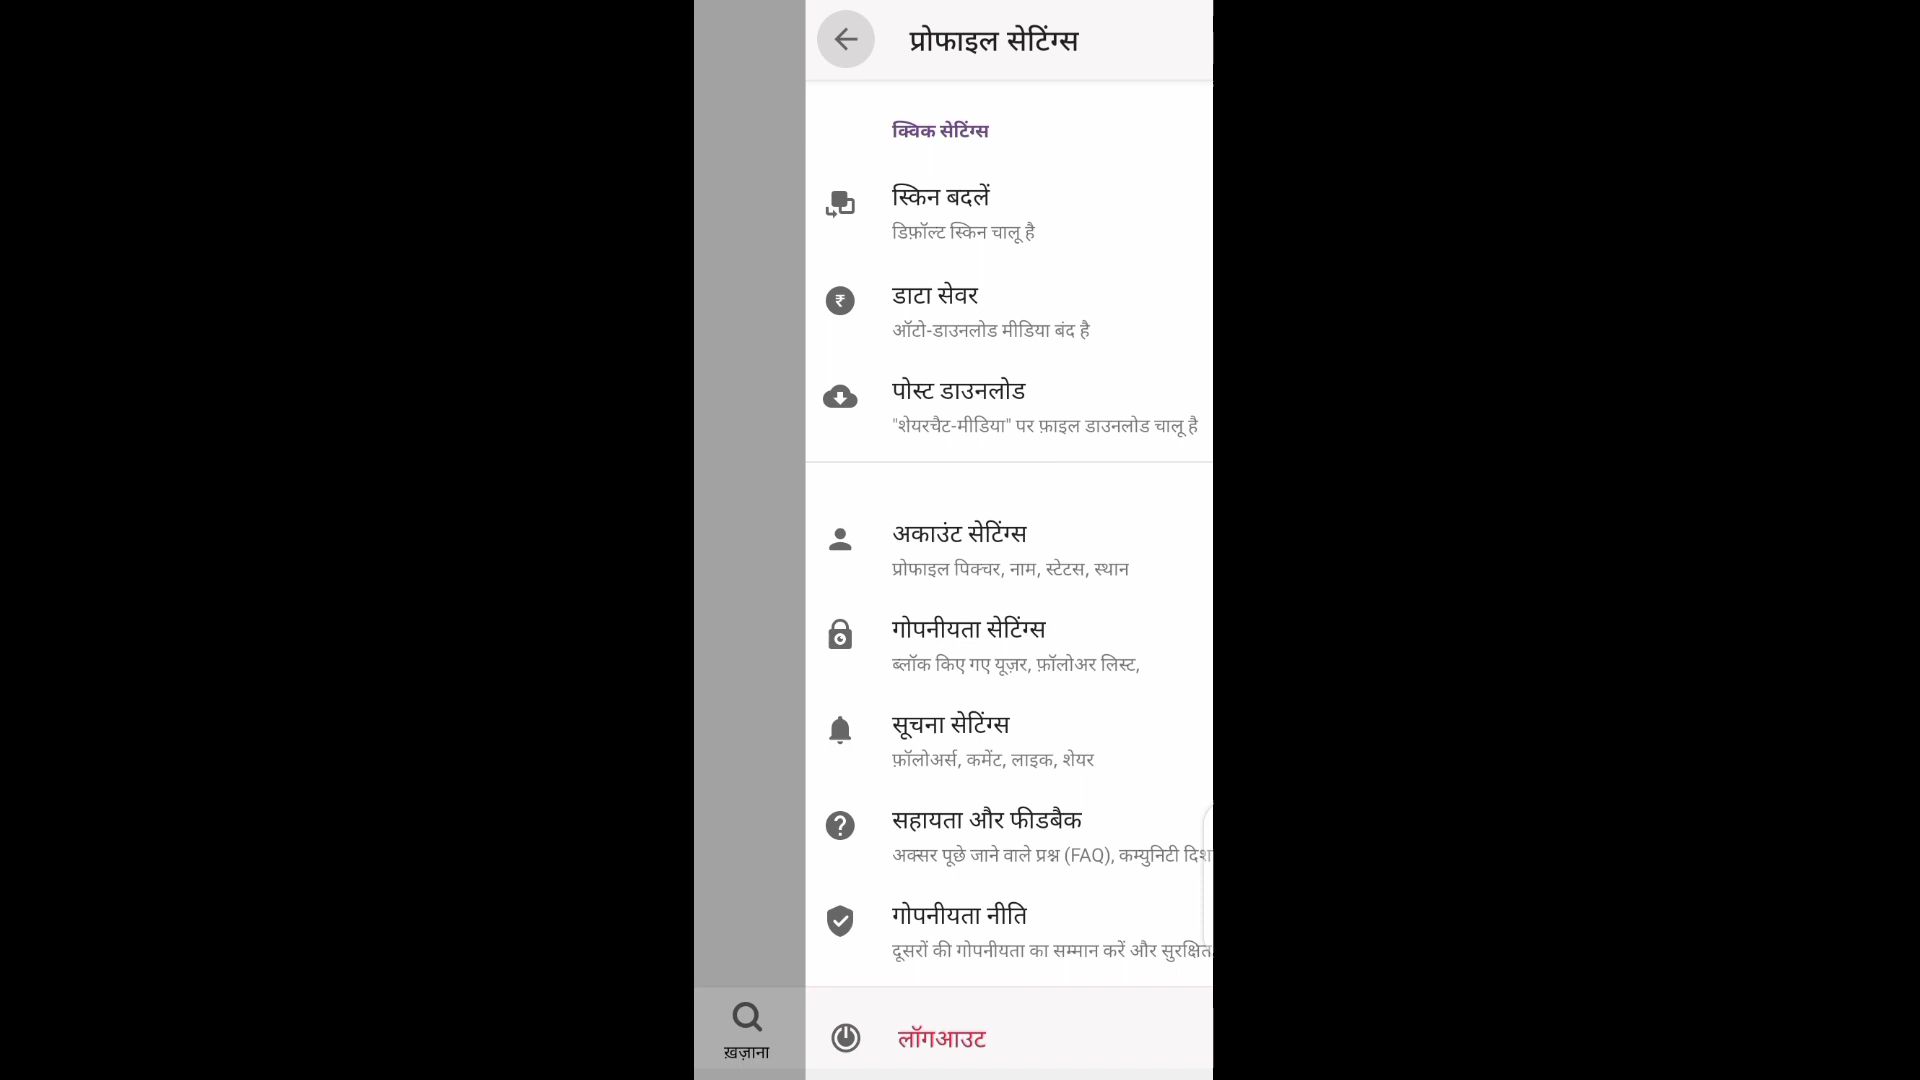 प्रोफाइल सेटिंग्स
क्विक सेटिंग्स
स्किन बदलें
डिफ़ॉल्ट स्किन चालू है
₹
डाटा सेवर
ऑटो-डाउनलोड मीडिया बंद है
पोस्ट डाउनलोड
"शेयरचैट-मीडिया" पर फ़ाइल डाउनलोड चालू है
अकाउंट सेटिंग्स
प्रोफाइल पिक्चर, नाम, स्टेटस, स्थान
गोपनीयता सेटिंग्स
ब्लॉक किए गए यूज़र, फ़ॉलोअर लिस्ट,
सूचना सेटिंग्स
फ़ॉलोअर्स, कमेंट, लाइक, शेयर
?
सहायता और फीडबैक
अक्सर पूछे जाने वाले प्रश्न (FAQ), कम्युनिटी
गोपनीयता नीति
दूसरों की गोपनीयता का सम्मान करें और सुरक्षित
लॉगआउट
ख़ज़ाना